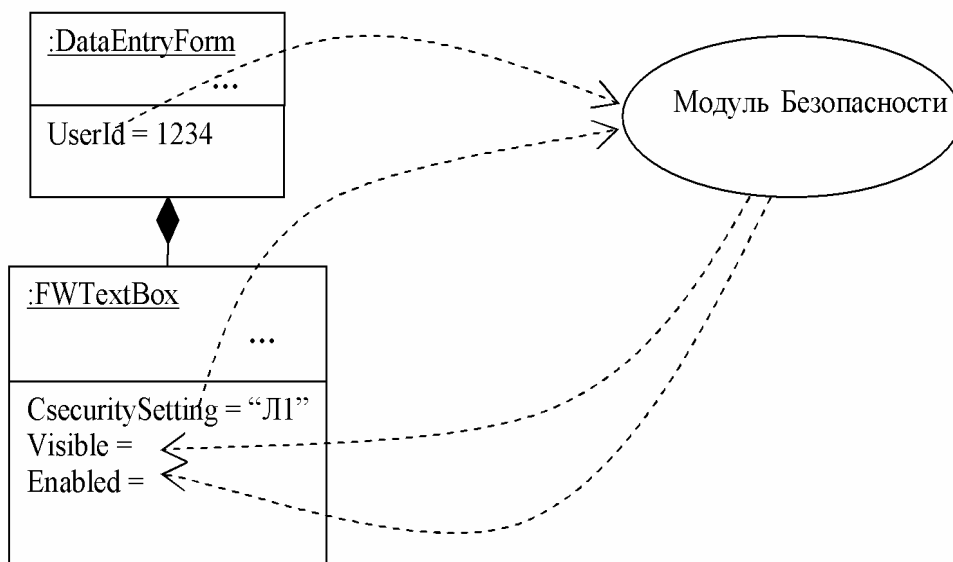 :DataEntryForm
...
UserId = 1234
Модуль Безопасности
:FWTextBox
...
CsecuritySetting = “Л1”
Visible =
Enabled =